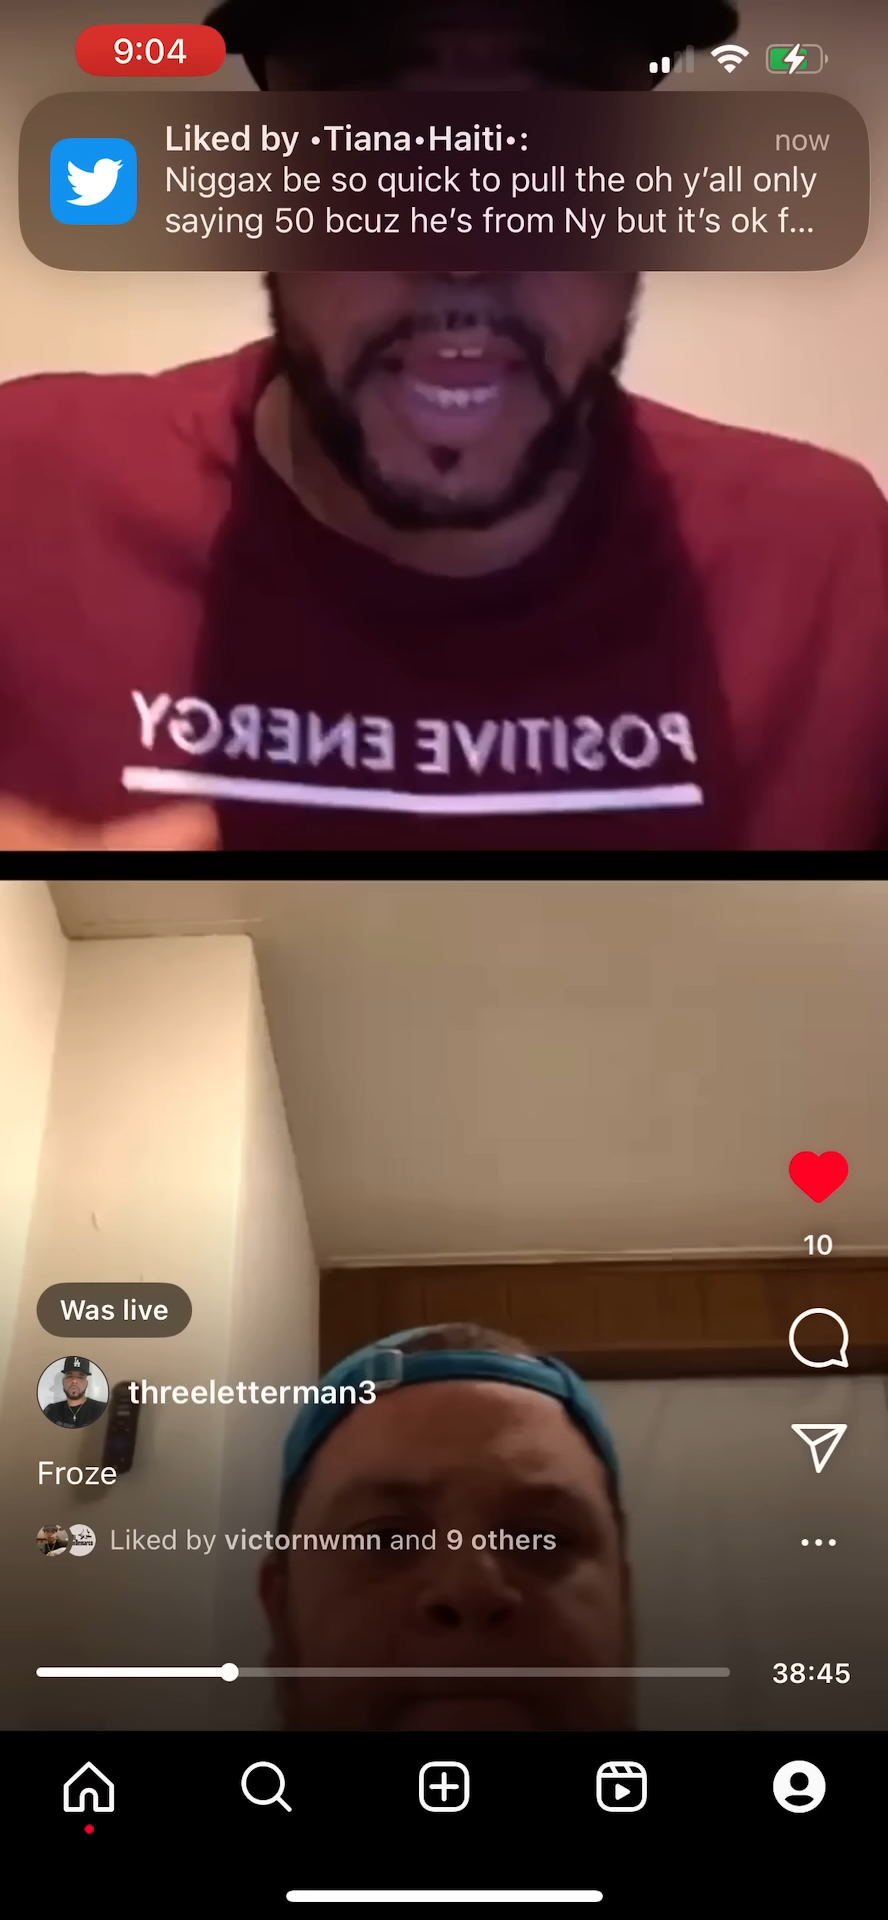 9:04
Liked by •Tiana•Haiti•:
now
Niggax be so quick to pull the oh y'all only
saying 50 bcuz he's from Ny but it's ok f...
POSITIVE ENERGY
10
Was live
threeletterman3
Froze
Liked by victornwmn and 9 others
38:45